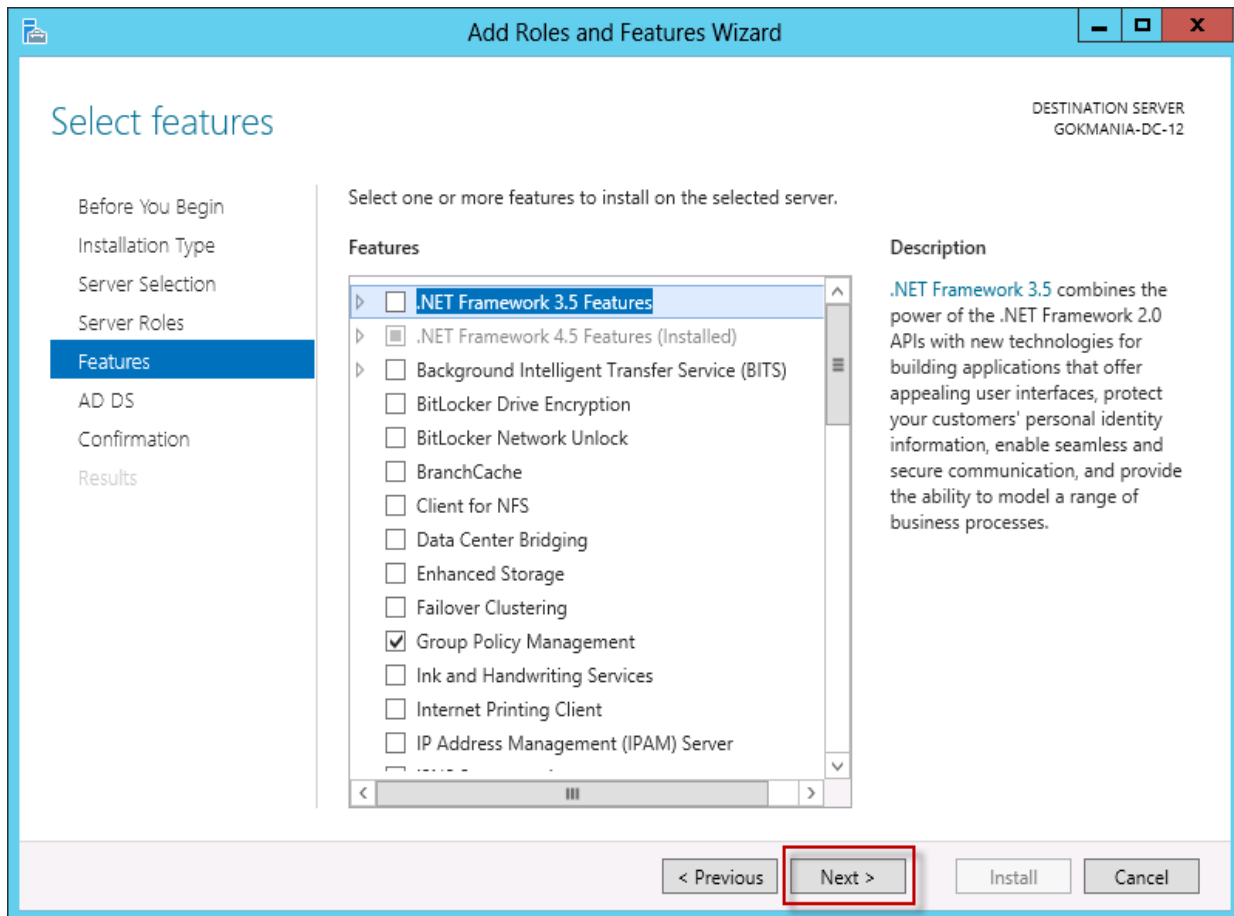 Add Roles and Features Wizard
Select features
DESTINATION SERVER
GOKMANIA-DC-12
Before You Begin
Installation Type
Server Selection
Server Roles
Features
AD DS
Confirmation
Results
Select one or more features to install on the selected server.
Features
.NET Framework 3.5 Features
.NET Framework 4.5 Features (Installed)
Background Intelligent Transfer Service (BITS)
BitLocker Drive Encryption
BitLocker Network Unlock
BranchCache
Client for NFS
Data Center Bridging
Enhanced Storage
Failover Clustering
Group Policy Management
Ink and Handwriting Services
Internet Printing Client
IP Address Management (IPAM) Server
Description
.NET Framework 3.5 combines the
power of the .NET Framework 2.0
APIs with new technologies for
building applications that offer
appealing user interfaces, protect
your customers' personal identity
information, enable seamless and
secure communication, and provide
the ability to model a range of
business processes.
< Previous
Next >
Install
Cancel